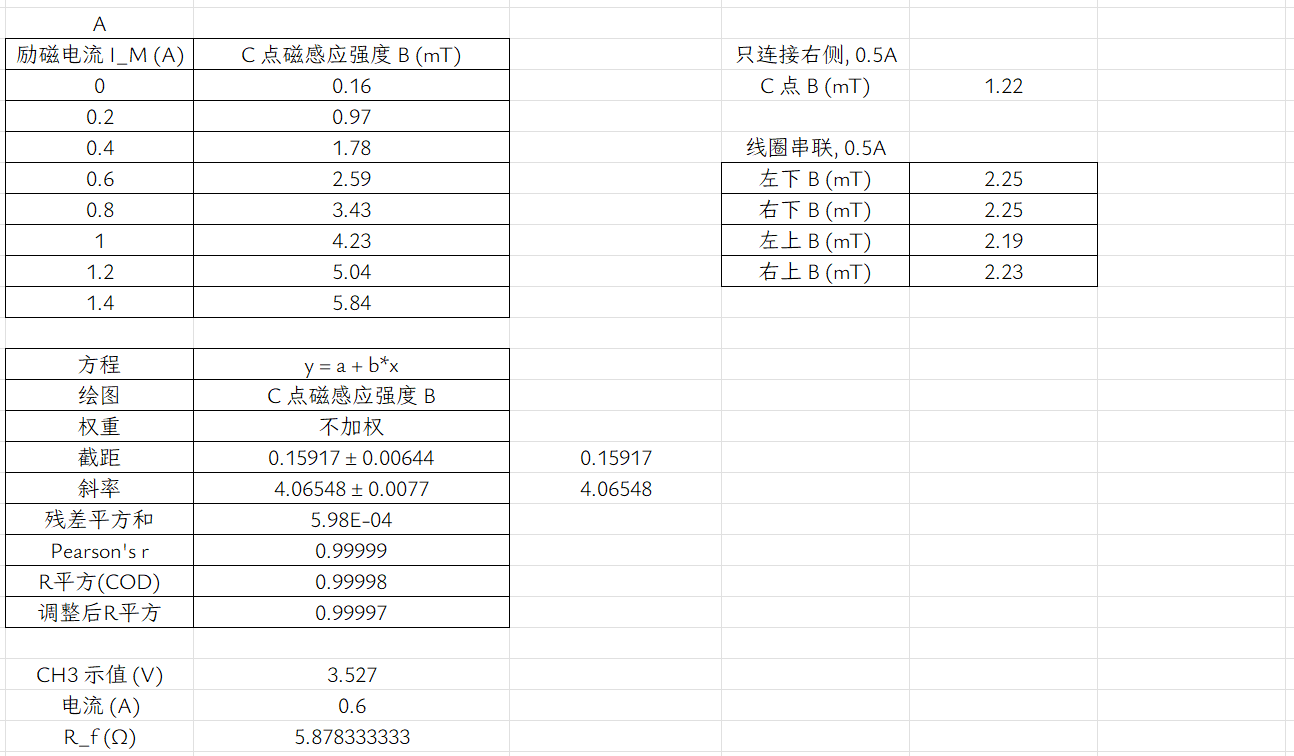 A
励磁电流 I_M (A) C 点磁感应强度 B (mT) 只连接右侧, 0.5A
0 0.16 C 点 B (mT) 1.22
0.2 0.97
0.4 1.78 线圈串联, 0.5A
0.6 2.59 左下 B (mT) 2.25
0.8 3.43 右下 B (mT) 2.25
1 4.23 左上 B (mT) 2.19
1.2 5.04 右上 B (mT) 2.23
1.4 5.84
方程 y = a + b*x
绘图 C 点磁感应强度 B
权重 不加权
截距 0.15917 ± 0.00644 0.15917
斜率 4.06548 ± 0.0077 4.06548
残差平方和 5.98E-04
Pearson's r 0.99999
R平方(COD) 0.99998
调整后R平方 0.99997
CH3 示值 (V) 3.527
电流 (A) 0.6
R_f (Ω) 5.878333333